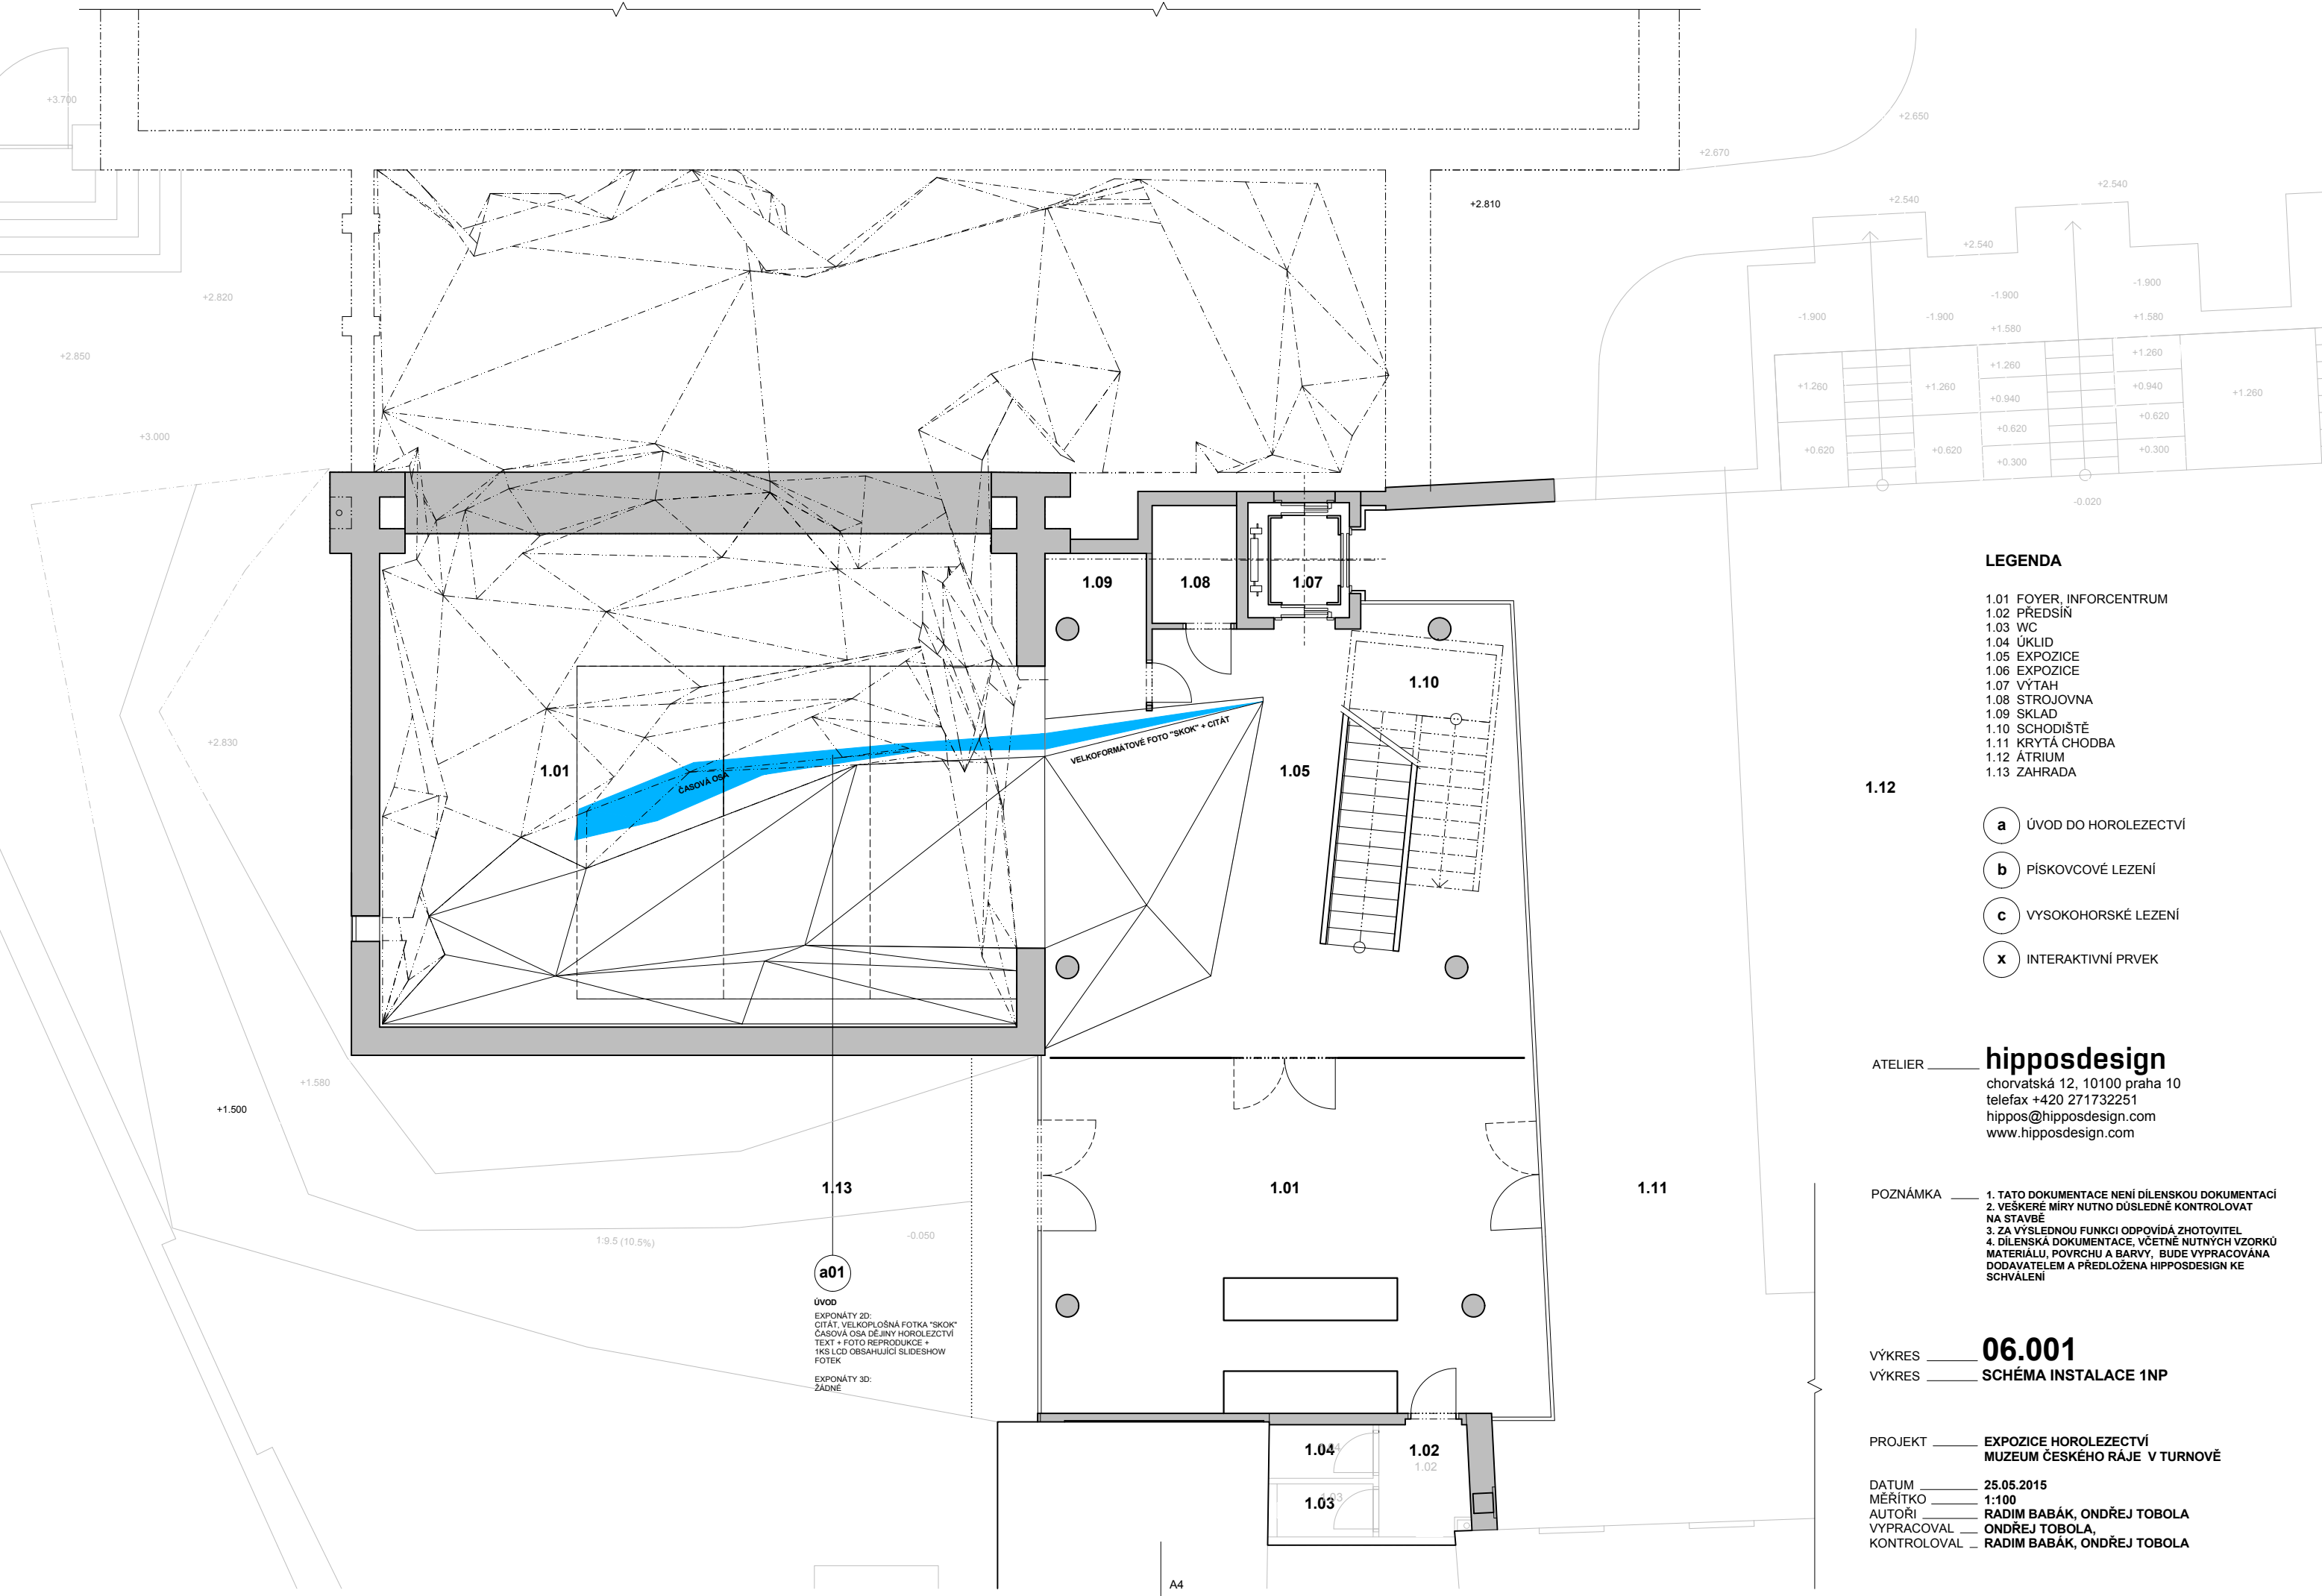 +3.700
+2.650
+2.670
+2.540
+2.540
+2.810
+2.540
+2.820
-1.900
-1.900
-1.900
-1.900
+1.580
+1.580
+2.850
+1.260
+1.260
+1.260
+1.260
+0.940
+1.260
+0.940
+0.620
+3.000
+0.620
+0.620
+0.620
+0.300
+0.300
-0.020
1.09
1.08
1.07
1.10
+2.830
1.01
ČASOVÁ OSA
VELKOFORMÁTOVÉ FOTO "SKOK" + CITÁT
1.05
1.12
+1.580
+1.500
1.13
1.01
1.11
1:9.5 (10.5%)
-0.050
a01
ÚVOD
EXPONÁTY 2D:
CITÁT, VELKOPLOŠNÁ FOTKA "SKOK"
ČASOVÁ OSA DĚJINY HOROLEZCTVÍ
TEXT + FOTO REPRODUKCE +
1KS LCD OBSAHUJÍCÍ SLIDESHOW
FOTEK
EXPONÁTY 3D:
ŽÁDNÉ
1.04
1.02
1.02
1.03
A4
LEGENDA
1.01 FOYER, INFORCENTRUM
1.02 PŘEDSÍŇ
1.03 WC
1.04 ÚKLID
1.05 EXPOZICE
1.06 EXPOZICE
1.07 VÝTAH
1.08 STROJOVNA
1.09 SKLAD
1.10 SCHODIŠTĚ
1.11 KRYTÁ CHODBA
1.12 ÁTRIUM
1.13 ZAHRADA
a ÚVOD DO HOROLEZECTVÍ
b PÍSKOVCOVÉ LEZENÍ
c VYSOKOHORSKÉ LEZENÍ
x INTERAKTIVNÍ PRVEK
ATELIER hipposdesign
chorvatská 12, 10100 praha 10
telefax +420 271732251
hippos@hipposdesign.com
www.hipposdesign.com
POZNÁMKA 1. TATO DOKUMENTACE NENÍ DÍLENSKOU DOKUMENTACÍ
2. VEŠKERÉ MÍRY NUTNO DŮSLEDNĚ KONTROLOVAT
NA STAVBĚ
3. ZA VÝSLEDNOU FUNKCI ODPOVÍDÁ ZHOTOVITEL
4. DÍLENSKÁ DOKUMENTACE, VČETNĚ NUTNÝCH VZORKŮ
MATERIÁLU, POVRCHU A BARVY, BUDE VYPRACOVÁNA
DODAVATELEM A PŘEDLOŽENA HIPPOSDESIGN KE
SCHVÁLENÍ
VÝKRES 06.001
VÝKRES SCHÉMA INSTALACE 1NP
PROJEKT EXPOZICE HOROLEZECTVÍ
MUZEUM ČESKÉHO RÁJE V TURNOVĚ
DATUM 25.05.2015
MĚŘÍTKO 1:100
AUTOŘI RADIM BABÁK, ONDŘEJ TOBOLA
VYPRACOVAL ONDŘEJ TOBOLA,
KONTROLOVAL RADIM BABÁK, ONDŘEJ TOBOLA